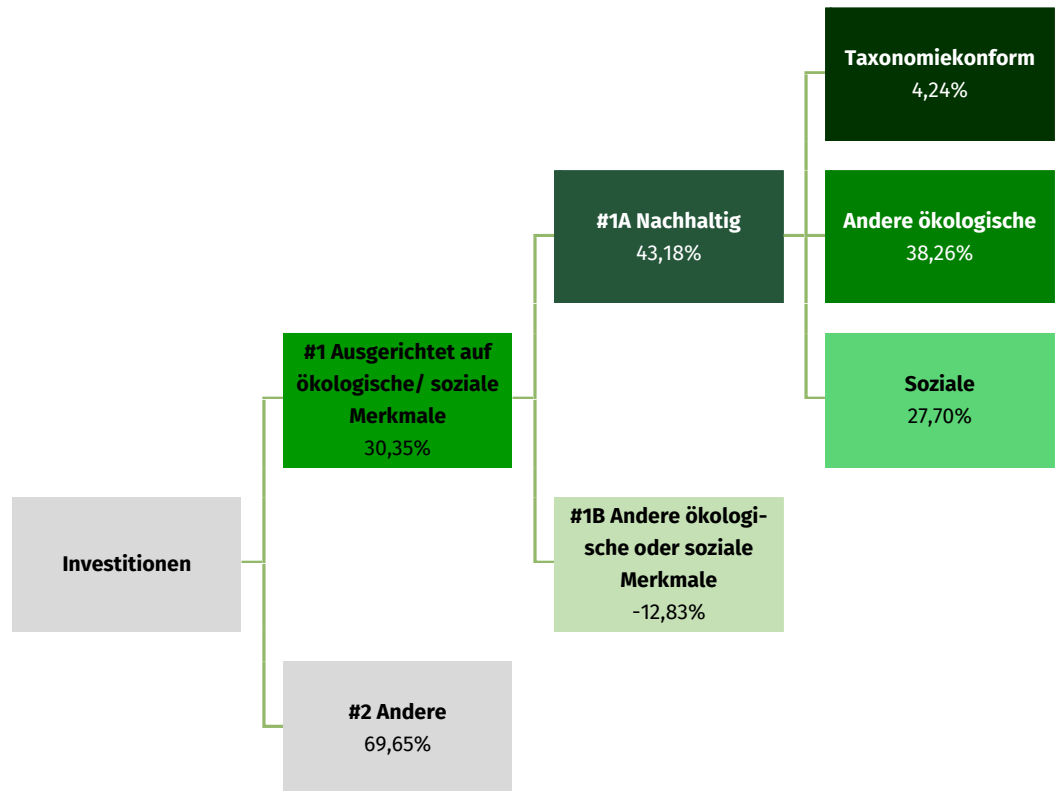 Taxonomiekonform
4,24%
#1A Nachhaltig
43,18%
Andere ökologische
38,26%
#1 Ausgerichtet auf
ökologische/ soziale
Merkmale
30,35%
Soziale
27,70%
Investitionen
#1B Andere ökologi-
sche oder soziale
Merkmale
-12,83%
#2 Andere
69,65%